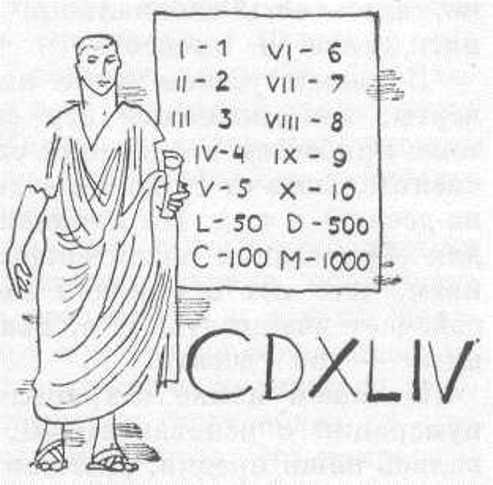 I - 1 VI - 6
II - 2 VII - 7
III 3 VIII - 8
IV - 4 IX - 9
V - 5 X - 10
L - 50 D - 500
C - 100 M - 1000
CDXLIV